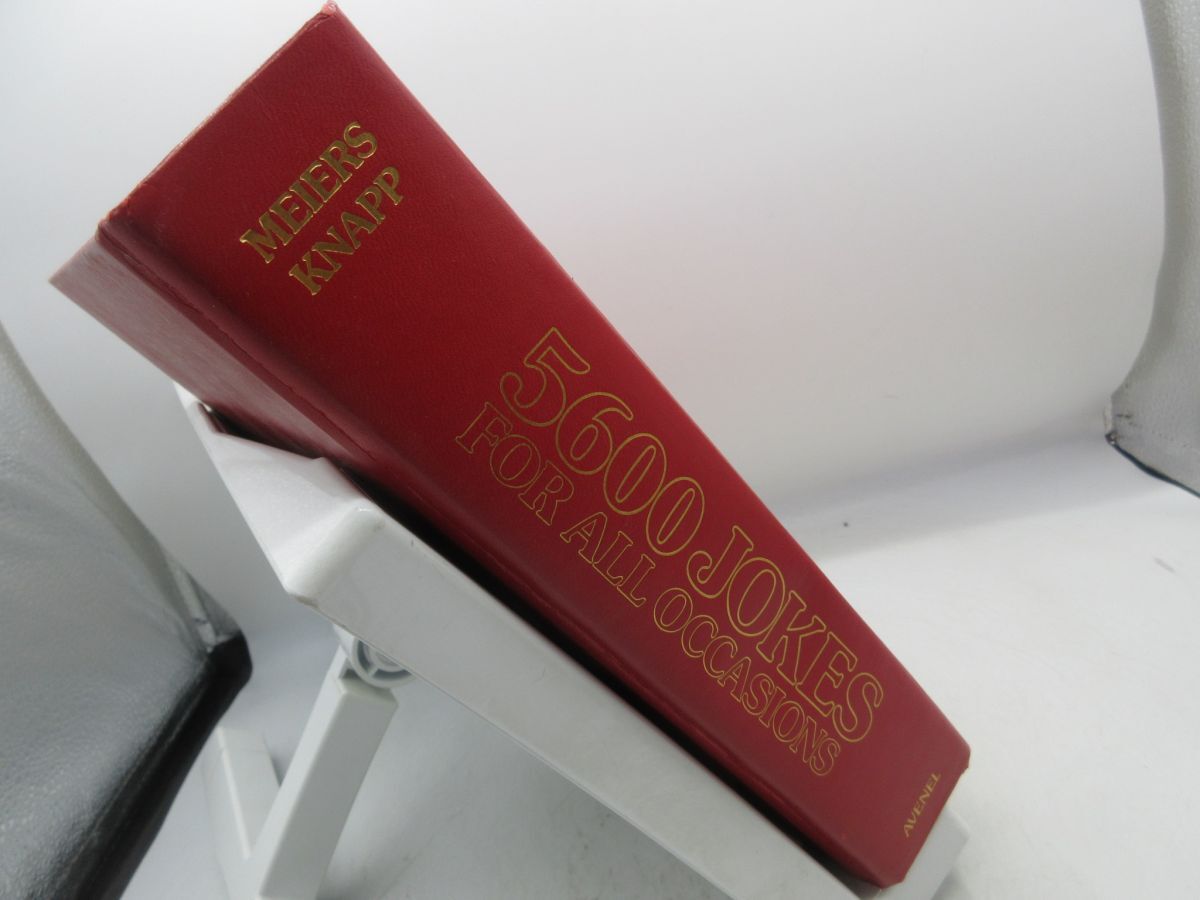 MEIERS
KNAPP
5600 JOKES
FOR ALL OCCASIONS
AVENEL